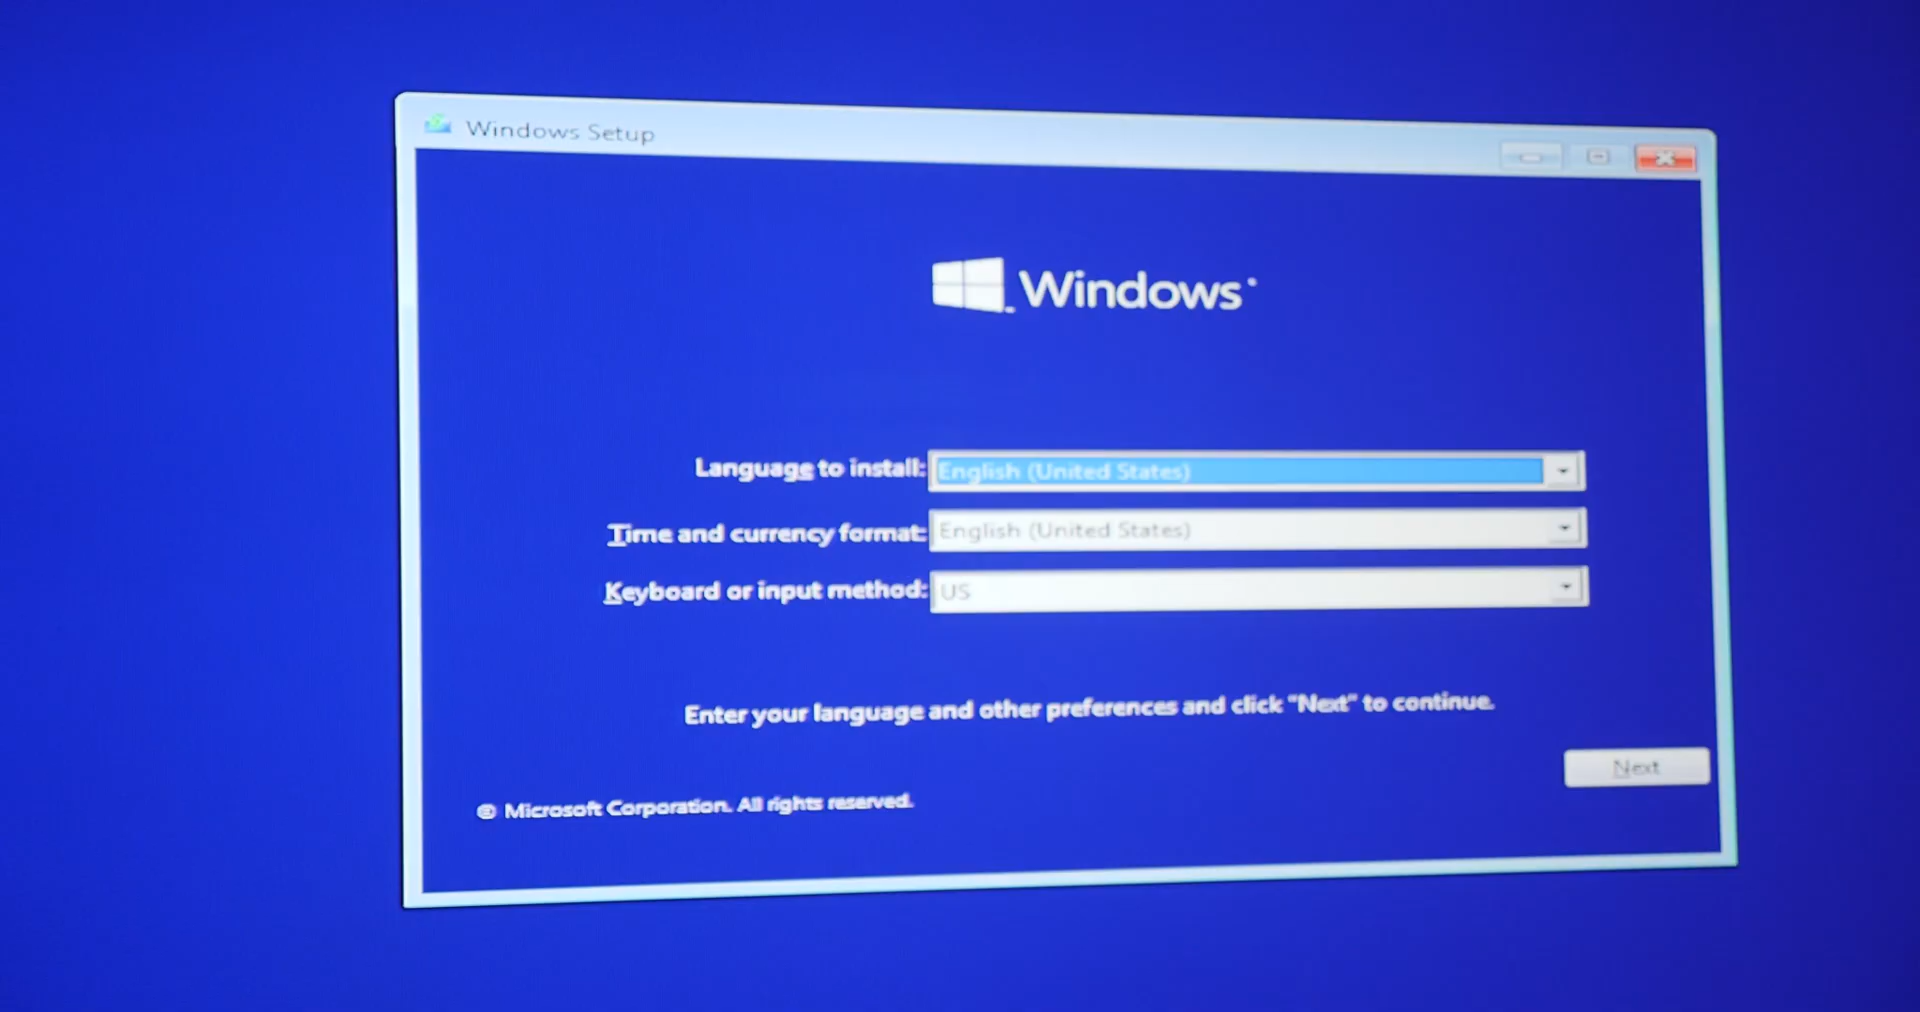 Windows Setup
Windows
Language to install: English (United States)
Time and currency format: English (United States)
Keyboard or input method: US
Enter your language and other preferences and click "Next" to continue.
Next
© Microsoft Corporation. All rights reserved.